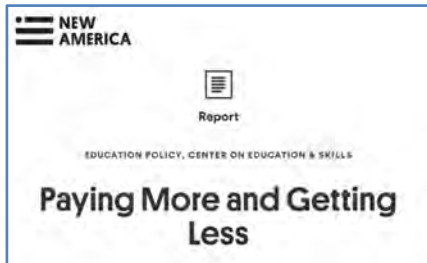 NEW
AMERICA
Report
EDUCATION POLICY, CENTER ON EDUCATION & SKILLS
Paying More and Getting
Less